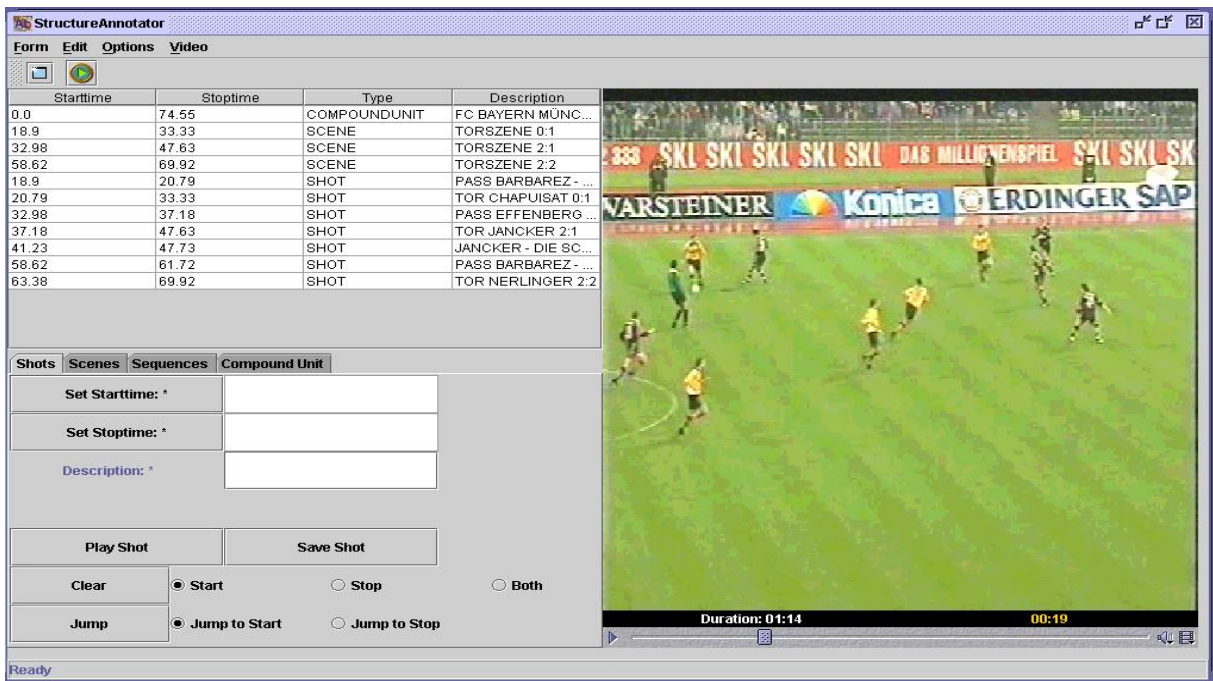 StructureAnnotator
Form Edit Options Video
Starttime Stoptime Type Description
0.0 74.55 COMPOUNDUNIT FC BAYERN MÜNC...
18.9 33.33 SCENE TORSZENE 0:1
32.98 47.63 SCENE TORSZENE 2:1
58.62 69.92 SCENE TORSZENE 2:2
18.9 20.79 SHOT PASS BARBAREZ - ...
20.79 33.33 SHOT TOR CHAPUISAT 0:1
32.98 37.18 SHOT PASS EFFENBERG ...
37.18 47.63 SHOT TOR JANCKER 2:1
41.23 47.73 SHOT JANCKER - DIE SC...
58.62 61.72 SHOT PASS BARBAREZ - ...
63.38 69.92 SHOT TOR NERLINGER 2:2
333 SKL SKL SKL SKL DAS MILLIONENSPIEL SKL SKL SK
WARSTEINER Konica ERDINGER SAP
Shots Scenes Sequences Compound Unit
Set Starttime: *
Set Stoptime: *
Description: *
Play Shot Save Shot
Clear Start Stop Both
Jump Jump to Start Jump to Stop
Duration: 01:14 00:19
Ready